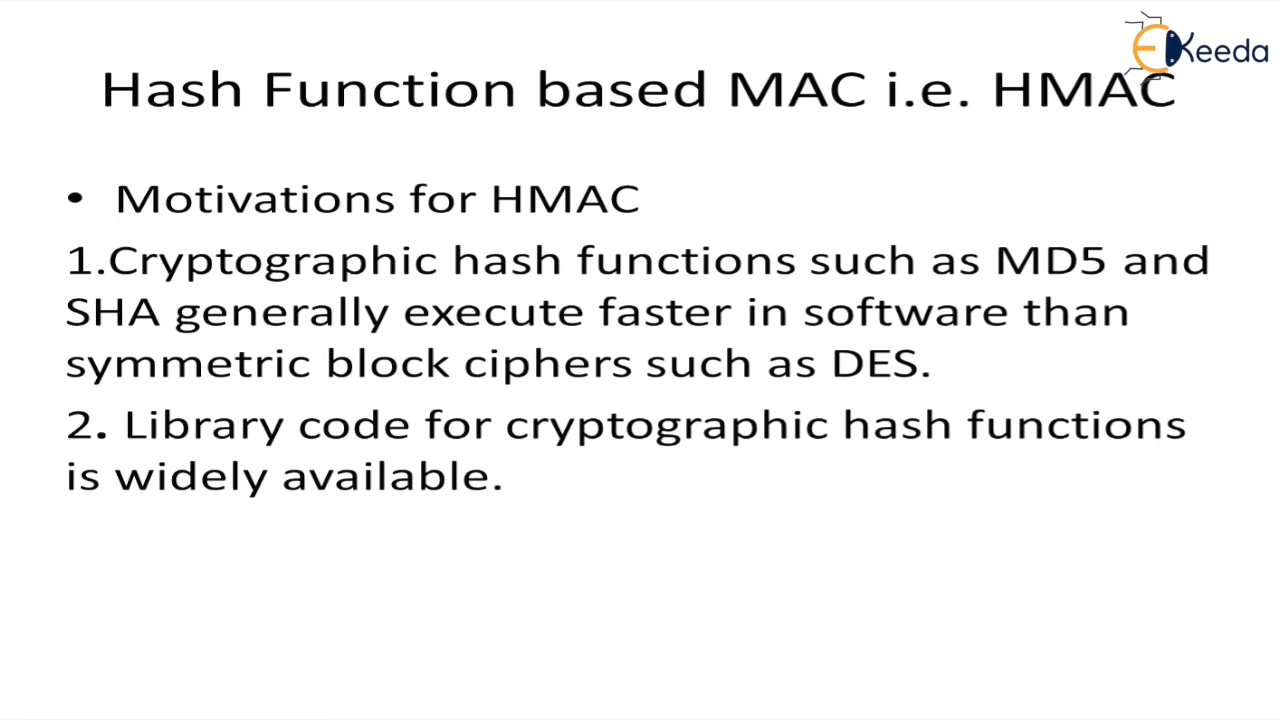 EKeeda
Hash Function based MAC i.e. HMAC
• Motivations for HMAC
1.Cryptographic hash functions such as MD5 and
SHA generally execute faster in software than
symmetric block ciphers such as DES.
2. Library code for cryptographic hash functions
is widely available.